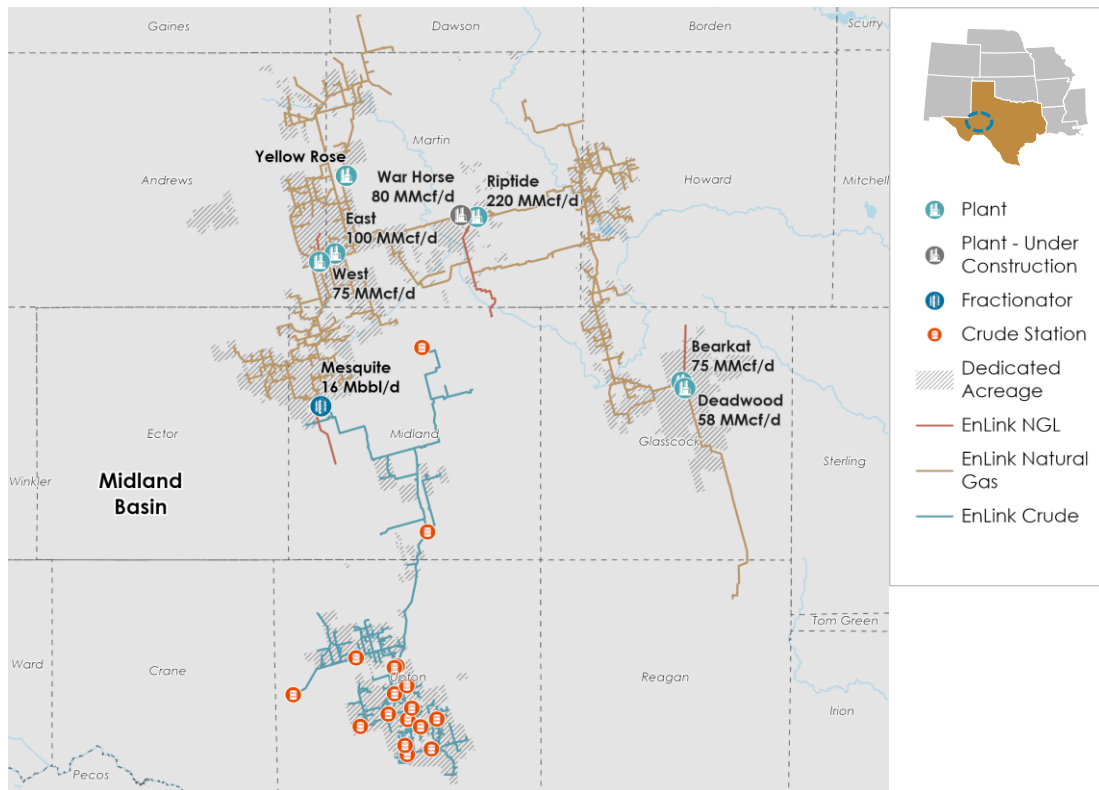 Gaines
Dawson
Borden
Scurry
Martin
Yellow Rose
Andrews
War Horse
80 MMcf/d
Riptide
220 MMcf/d
Howard
Mitchell
East
100 MMcf/d
West
75 MMcf/d
Mesquite
16 Mbbl/d
Bearkat
75 MMcf/d
Deadwood
58 MMcf/d
Ector
Midland
Glasscock
Sterling
Winkler
Midland
Basin
Tom Green
Ward
Crane
Upton
Reagan
Irion
Pecos
Plant
Plant - Under
Construction
Fractionator
Crude Station
Dedicated
Acreage
EnLink NGL
EnLink Natural
Gas
EnLink Crude